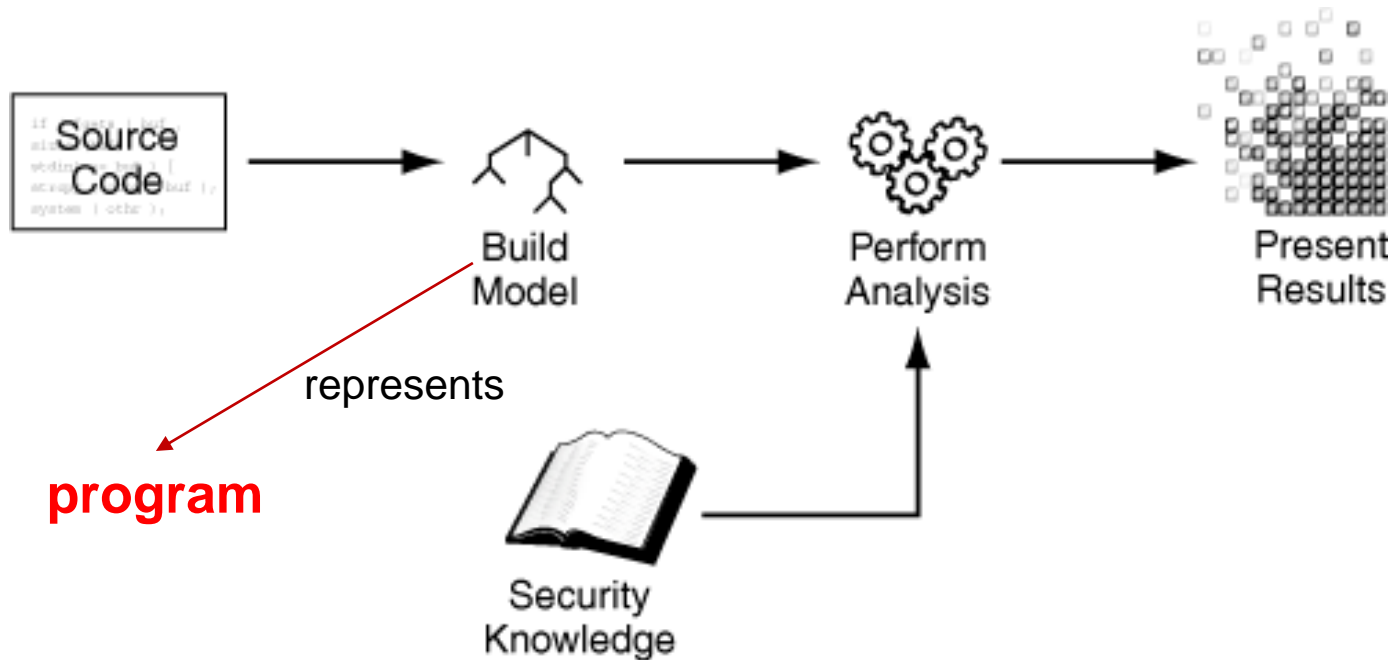 Source
Code
Build
Model
Perform
Analysis
Present
Results
represents
program
Security
Knowledge